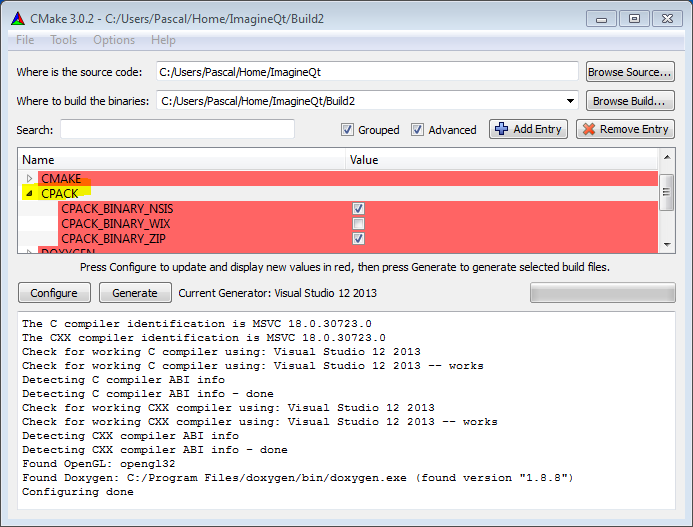 CMake 3.0.2 - C:/Users/Pascal/Home/ImagineQt/Build2
File Tools Options Help
Where is the source code: C:/Users/Pascal/Home/ImagineQt Browse Source...
Where to build the binaries: C:/Users/Pascal/Home/ImagineQt/Build2 Browse Build...
Search: Grouped Advanced Add Entry Remove Entry
Name Value
CMAKE
CPACK
CPACK_BINARY_NSIS
CPACK_BINARY_WIX
CPACK_BINARY_ZIP
DOXYGEN
Press Configure to update and display new values in red, then press Generate to generate selected build files.
Configure Generate Current Generator: Visual Studio 12 2013
The C compiler identification is MSVC 18.0.30723.0
The CXX compiler identification is MSVC 18.0.30723.0
Check for working C compiler using: Visual Studio 12 2013
Check for working C compiler using: Visual Studio 12 2013 -- works
Detecting C compiler ABI info
Detecting C compiler ABI info - done
Check for working CXX compiler using: Visual Studio 12 2013
Check for working CXX compiler using: Visual Studio 12 2013 -- works
Detecting CXX compiler ABI info
Detecting CXX compiler ABI info - done
Found OpenGL: opengl32
Found Doxygen: C:/Program Files/doxygen/bin/doxygen.exe (found version "1.8.8")
Configuring done